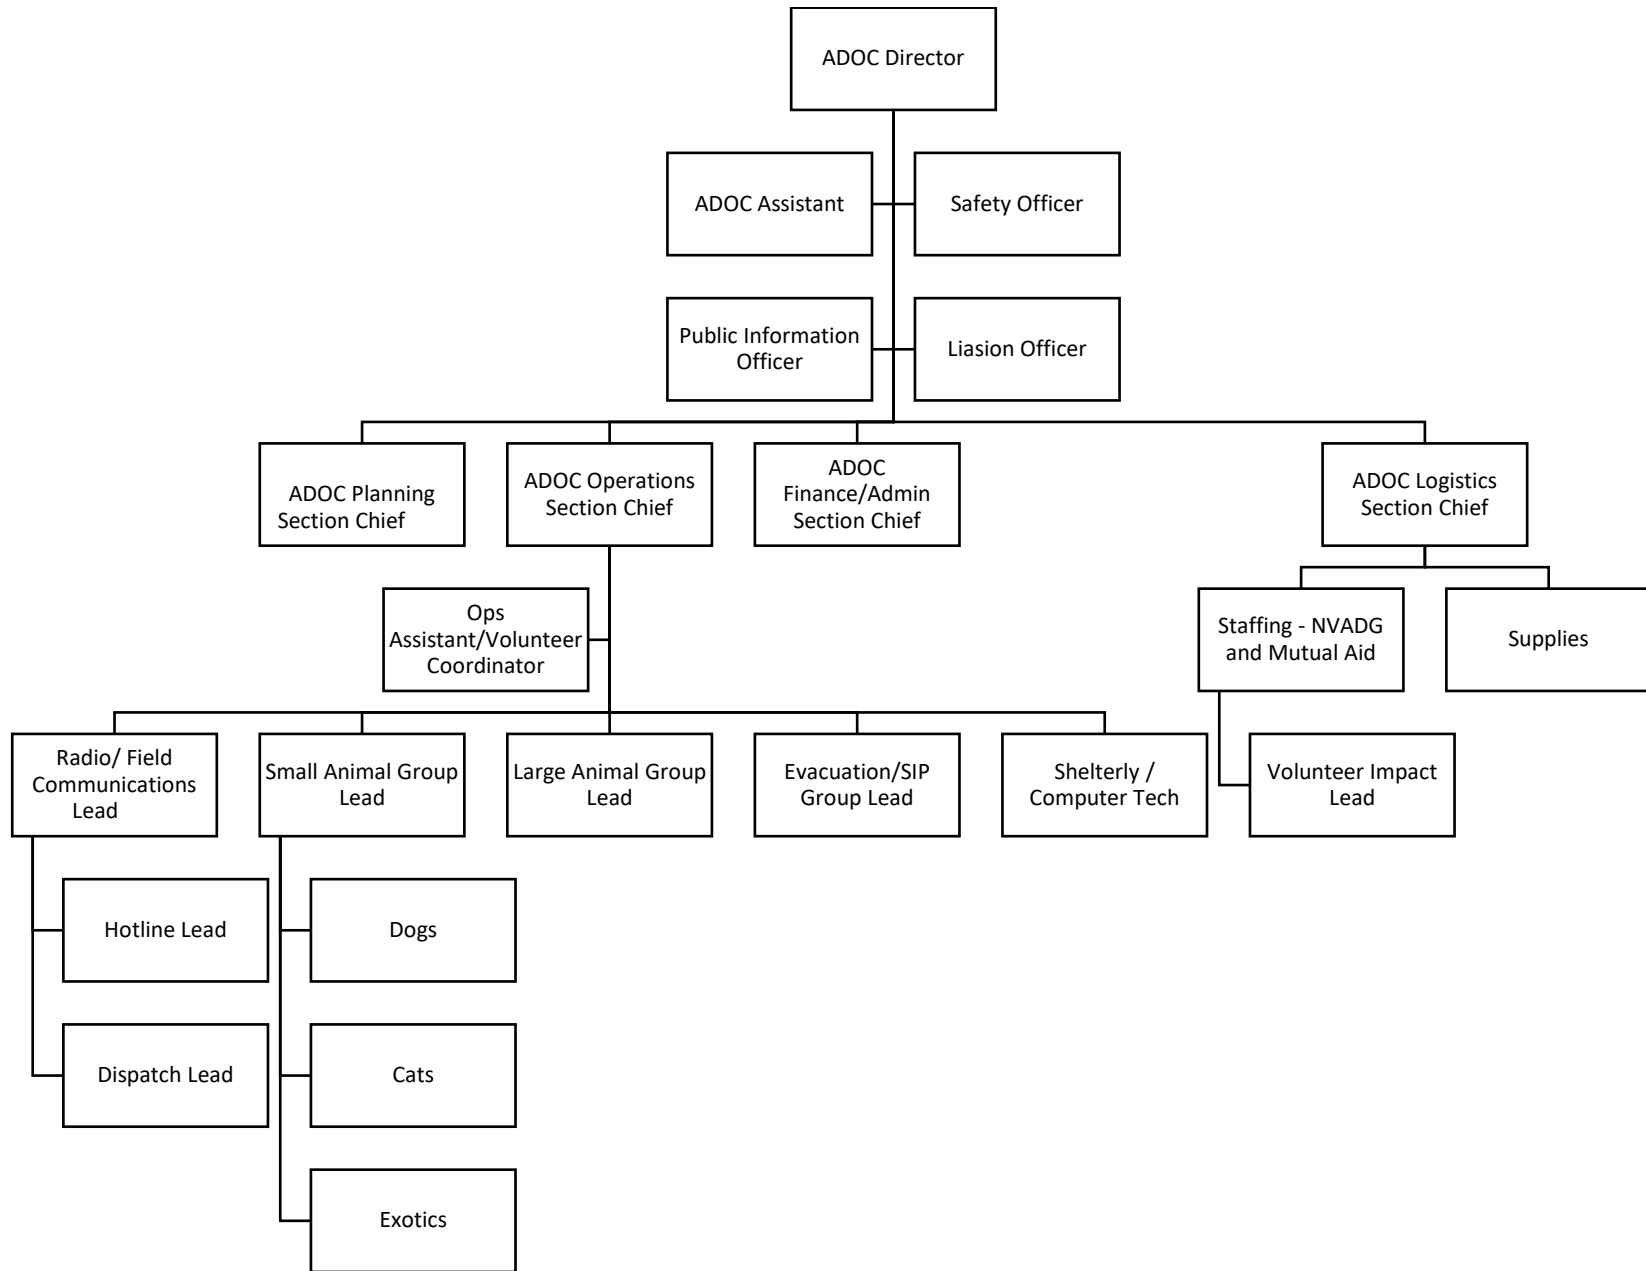 ADOC Director
ADOC Assistant
Safety Officer
Public Information
Officer
Liasion Officer
ADOC Planning
Section Chief
ADOC Operations
Section Chief
ADOC
Finance/Admin
Section Chief
ADOC Logistics
Section Chief
Ops
Assistant/Volunteer
Coordinator
Staffing - NVADG
and Mutual Aid
Supplies
Radio/ Field
Communications
Lead
Small Animal Group
Lead
Large Animal Group
Lead
Evacuation/SIP
Group Lead
Shelterly /
Computer Tech
Volunteer Impact
Lead
Hotline Lead
Dogs
Dispatch Lead
Cats
Exotics